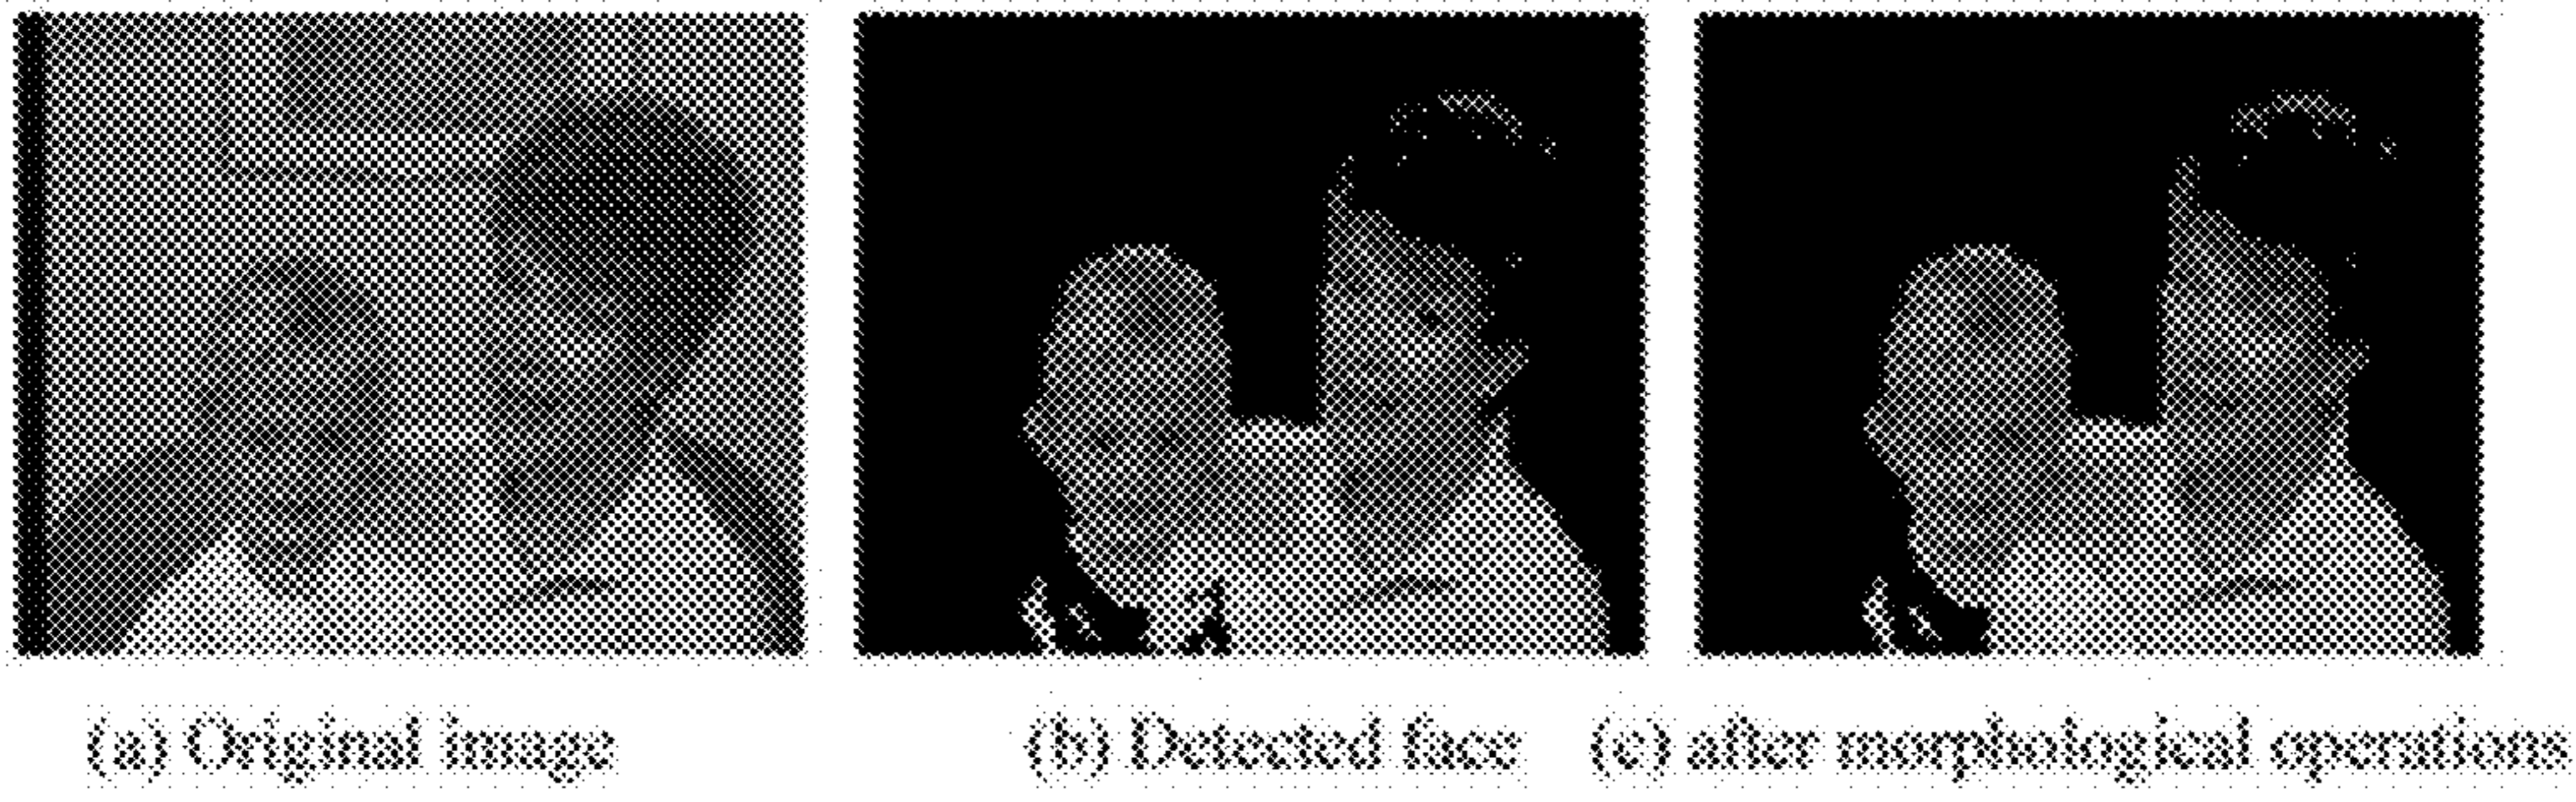 (a) Original image
(b) Detected face
(c) after morphological operations